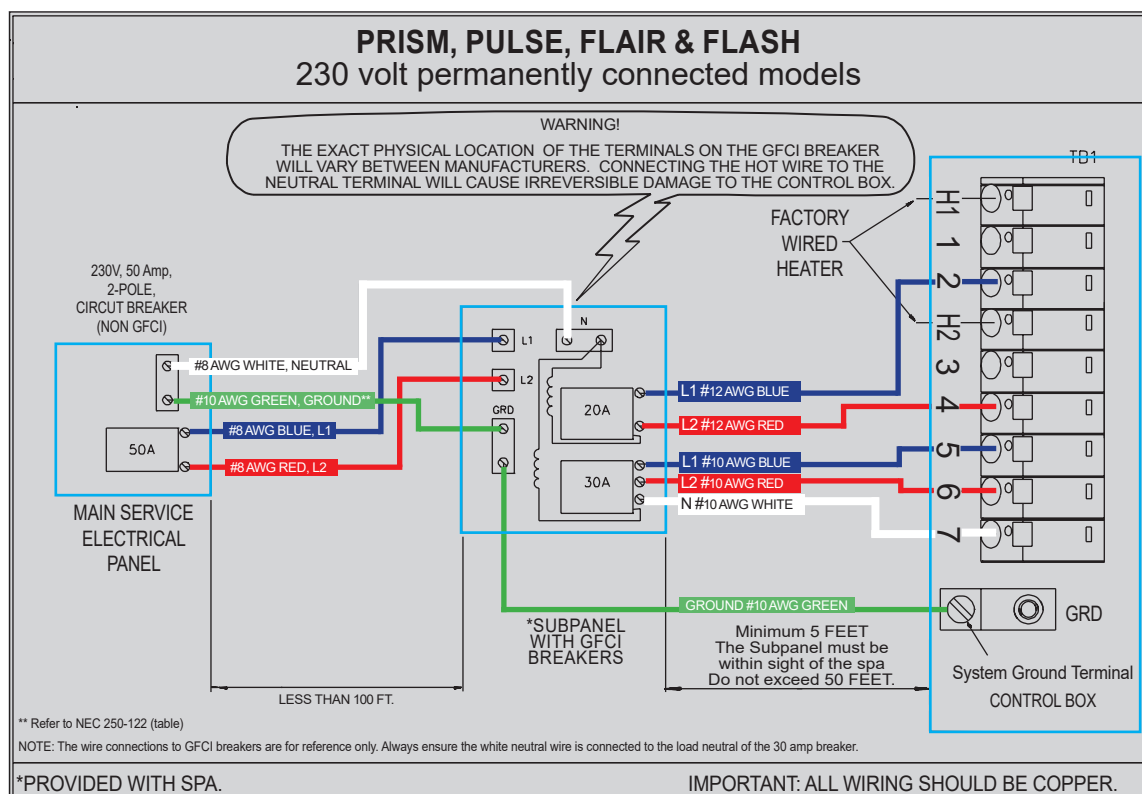 PRISM, PULSE, FLAIR & FLASH
230 volt permanently connected models
WARNING!
THE EXACT PHYSICAL LOCATION OF THE TERMINALS ON THE GFCI BREAKER
WILL VARY BETWEEN MANUFACTURERS. CONNECTING THE HOT WIRE TO THE
NEUTRAL TERMINAL WILL CAUSE IRREVERSIBLE DAMAGE TO THE CONTROL BOX.
230V, 50 Amp,
2-POLE,
CIRCUT BREAKER
(NON GFCI)
#8 AWG WHITE, NEUTRAL
#10 AWG GREEN, GROUND**
#8 AWG BLUE, L1
#8 AWG RED, L2
50A
MAIN SERVICE
ELECTRICAL
PANEL
L1
N
L2
GRD
20A
30A
*SUBPANEL
WITH GFCI
BREAKERS
L1 #12 AWG BLUE
L2 #12 AWG RED
L1 #10 AWG BLUE
L2 #10 AWG RED
N #10 AWG WHITE
GROUND #10 AWG GREEN
FACTORY
WIRED
HEATER
TB1
H1
1
2
H2
3
4
5
6
7
GRD
System Ground Terminal
CONTROL BOX
Minimum 5 FEET
The Subpanel must be
within sight of the spa
Do not exceed 50 FEET.
LESS THAN 100 FT.
** Refer to NEC 250-122 (table)
NOTE: The wire connections to GFCI breakers are for reference only. Always ensure the white neutral wire is connected to the load neutral of the 30 amp breaker.
*PROVIDED WITH SPA.
IMPORTANT: ALL WIRING SHOULD BE COPPER.